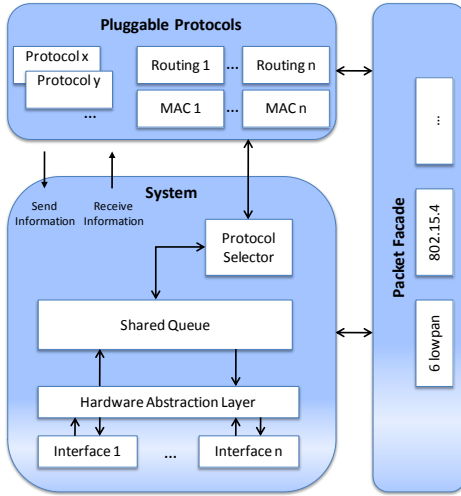 Pluggable Protocols
Protocol x
Protocol y
...
Routing 1 ... Routing n
MAC 1 ... MAC n
Send
Information
Receive
Information
System
Protocol
Selector
Shared Queue
Hardware Abstraction Layer
Interface 1 ... Interface n
Packet Facade
...
802.15.4
6 lowpan